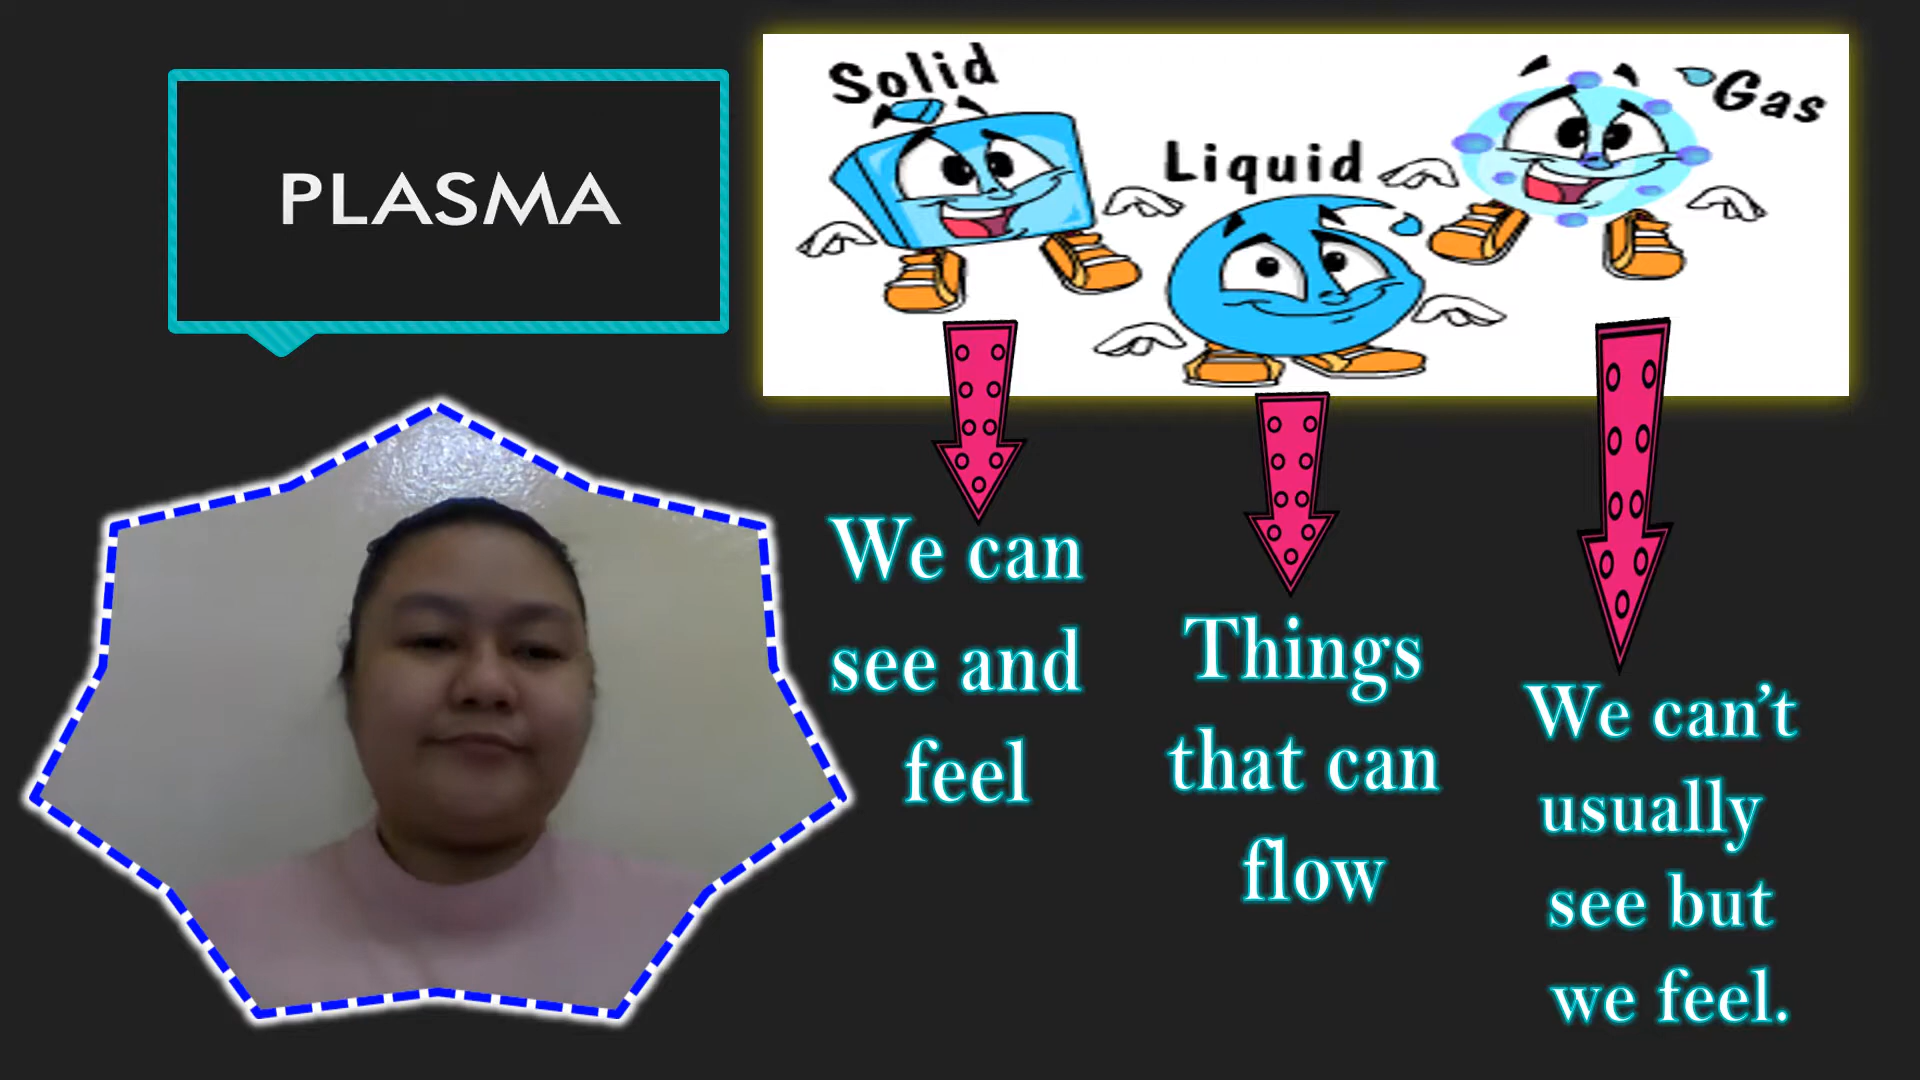 PLASMA
Solid
Liquid
Gas
We can
see and
feel
Things
that can
flow
We can’t
usually
see but
we feel.